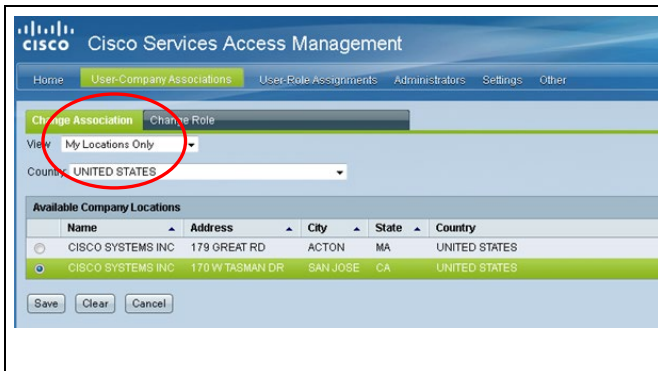 CISCO Cisco Services Access Management
Home User-Company Associations User-Role Assignments Administrators Settings Other
Change Association Change Role
View My Locations Only
Country UNITED STATES
Available Company Locations
Name Address City State Country
CISCO SYSTEMS INC 179 GREAT RD ACTON MA UNITED STATES
CISCO SYSTEMS INC 170 W TASMAN DR SAN JOSE CA UNITED STATES
Save Clear Cancel